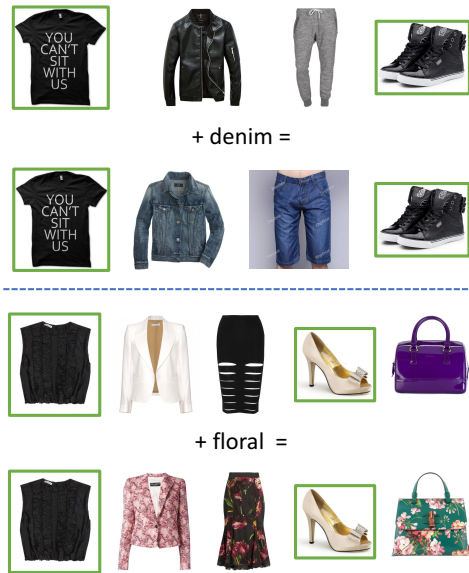 YOU
CAN'T
SIT
WITH
US
+ denim =
YOU
CAN'T
SIT
WITH
US
+ floral =